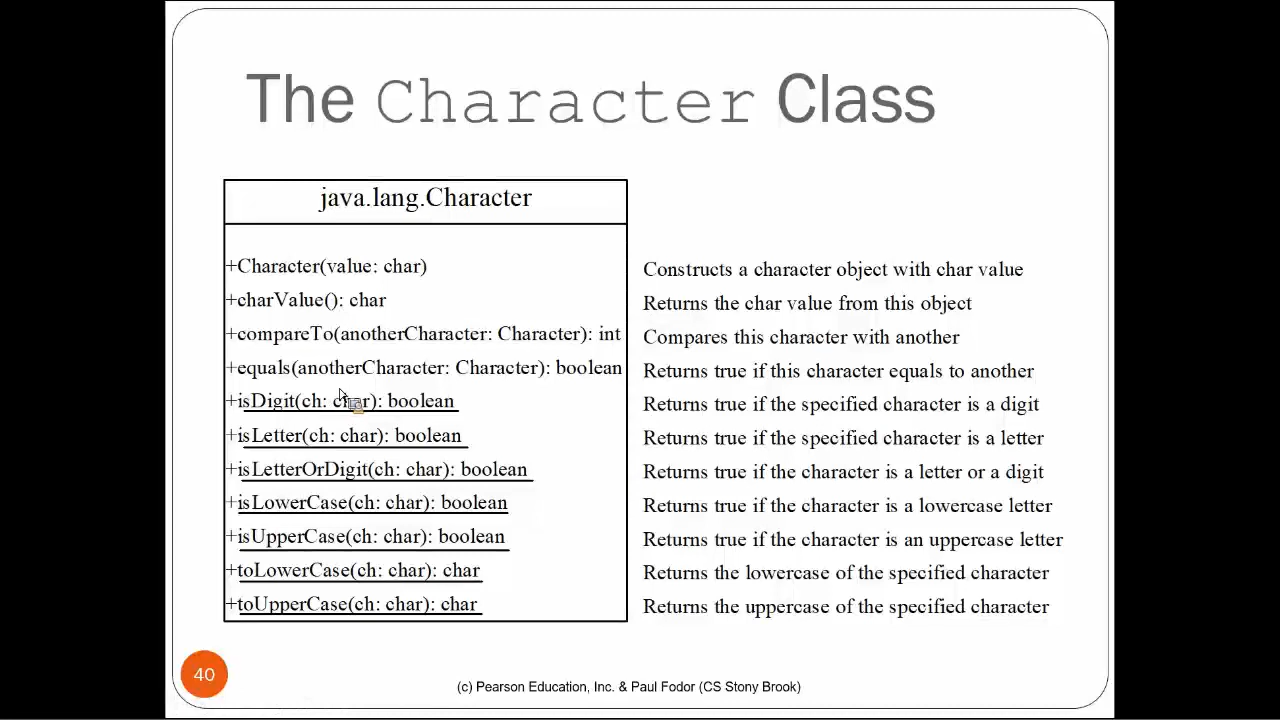 The Character Class
java.lang.Character
+Character(value: char)
Constructs a character object with char value
+charValue(): char
Returns the char value from this object
+compareTo(anotherCharacter: Character): int
Compares this character with another
+equals(anotherCharacter: Character): boolean
Returns true if this character equals to another
+isDigit(ch: char): boolean
Returns true if the specified character is a digit
+isLetter(ch: char): boolean
Returns true if the specified character is a letter
+isLetterOrDigit(ch: char): boolean
Returns true if the character is a letter or a digit
+isLowerCase(ch: char): boolean
Returns true if the character is a lowercase letter
+isUpperCase(ch: char): boolean
Returns true if the character is an uppercase letter
+toLowerCase(ch: char): char
Returns the lowercase of the specified character
+toUpperCase(ch: char): char
Returns the uppercase of the specified character
40
(c) Pearson Education, Inc. & Paul Fodor (CS Stony Brook)